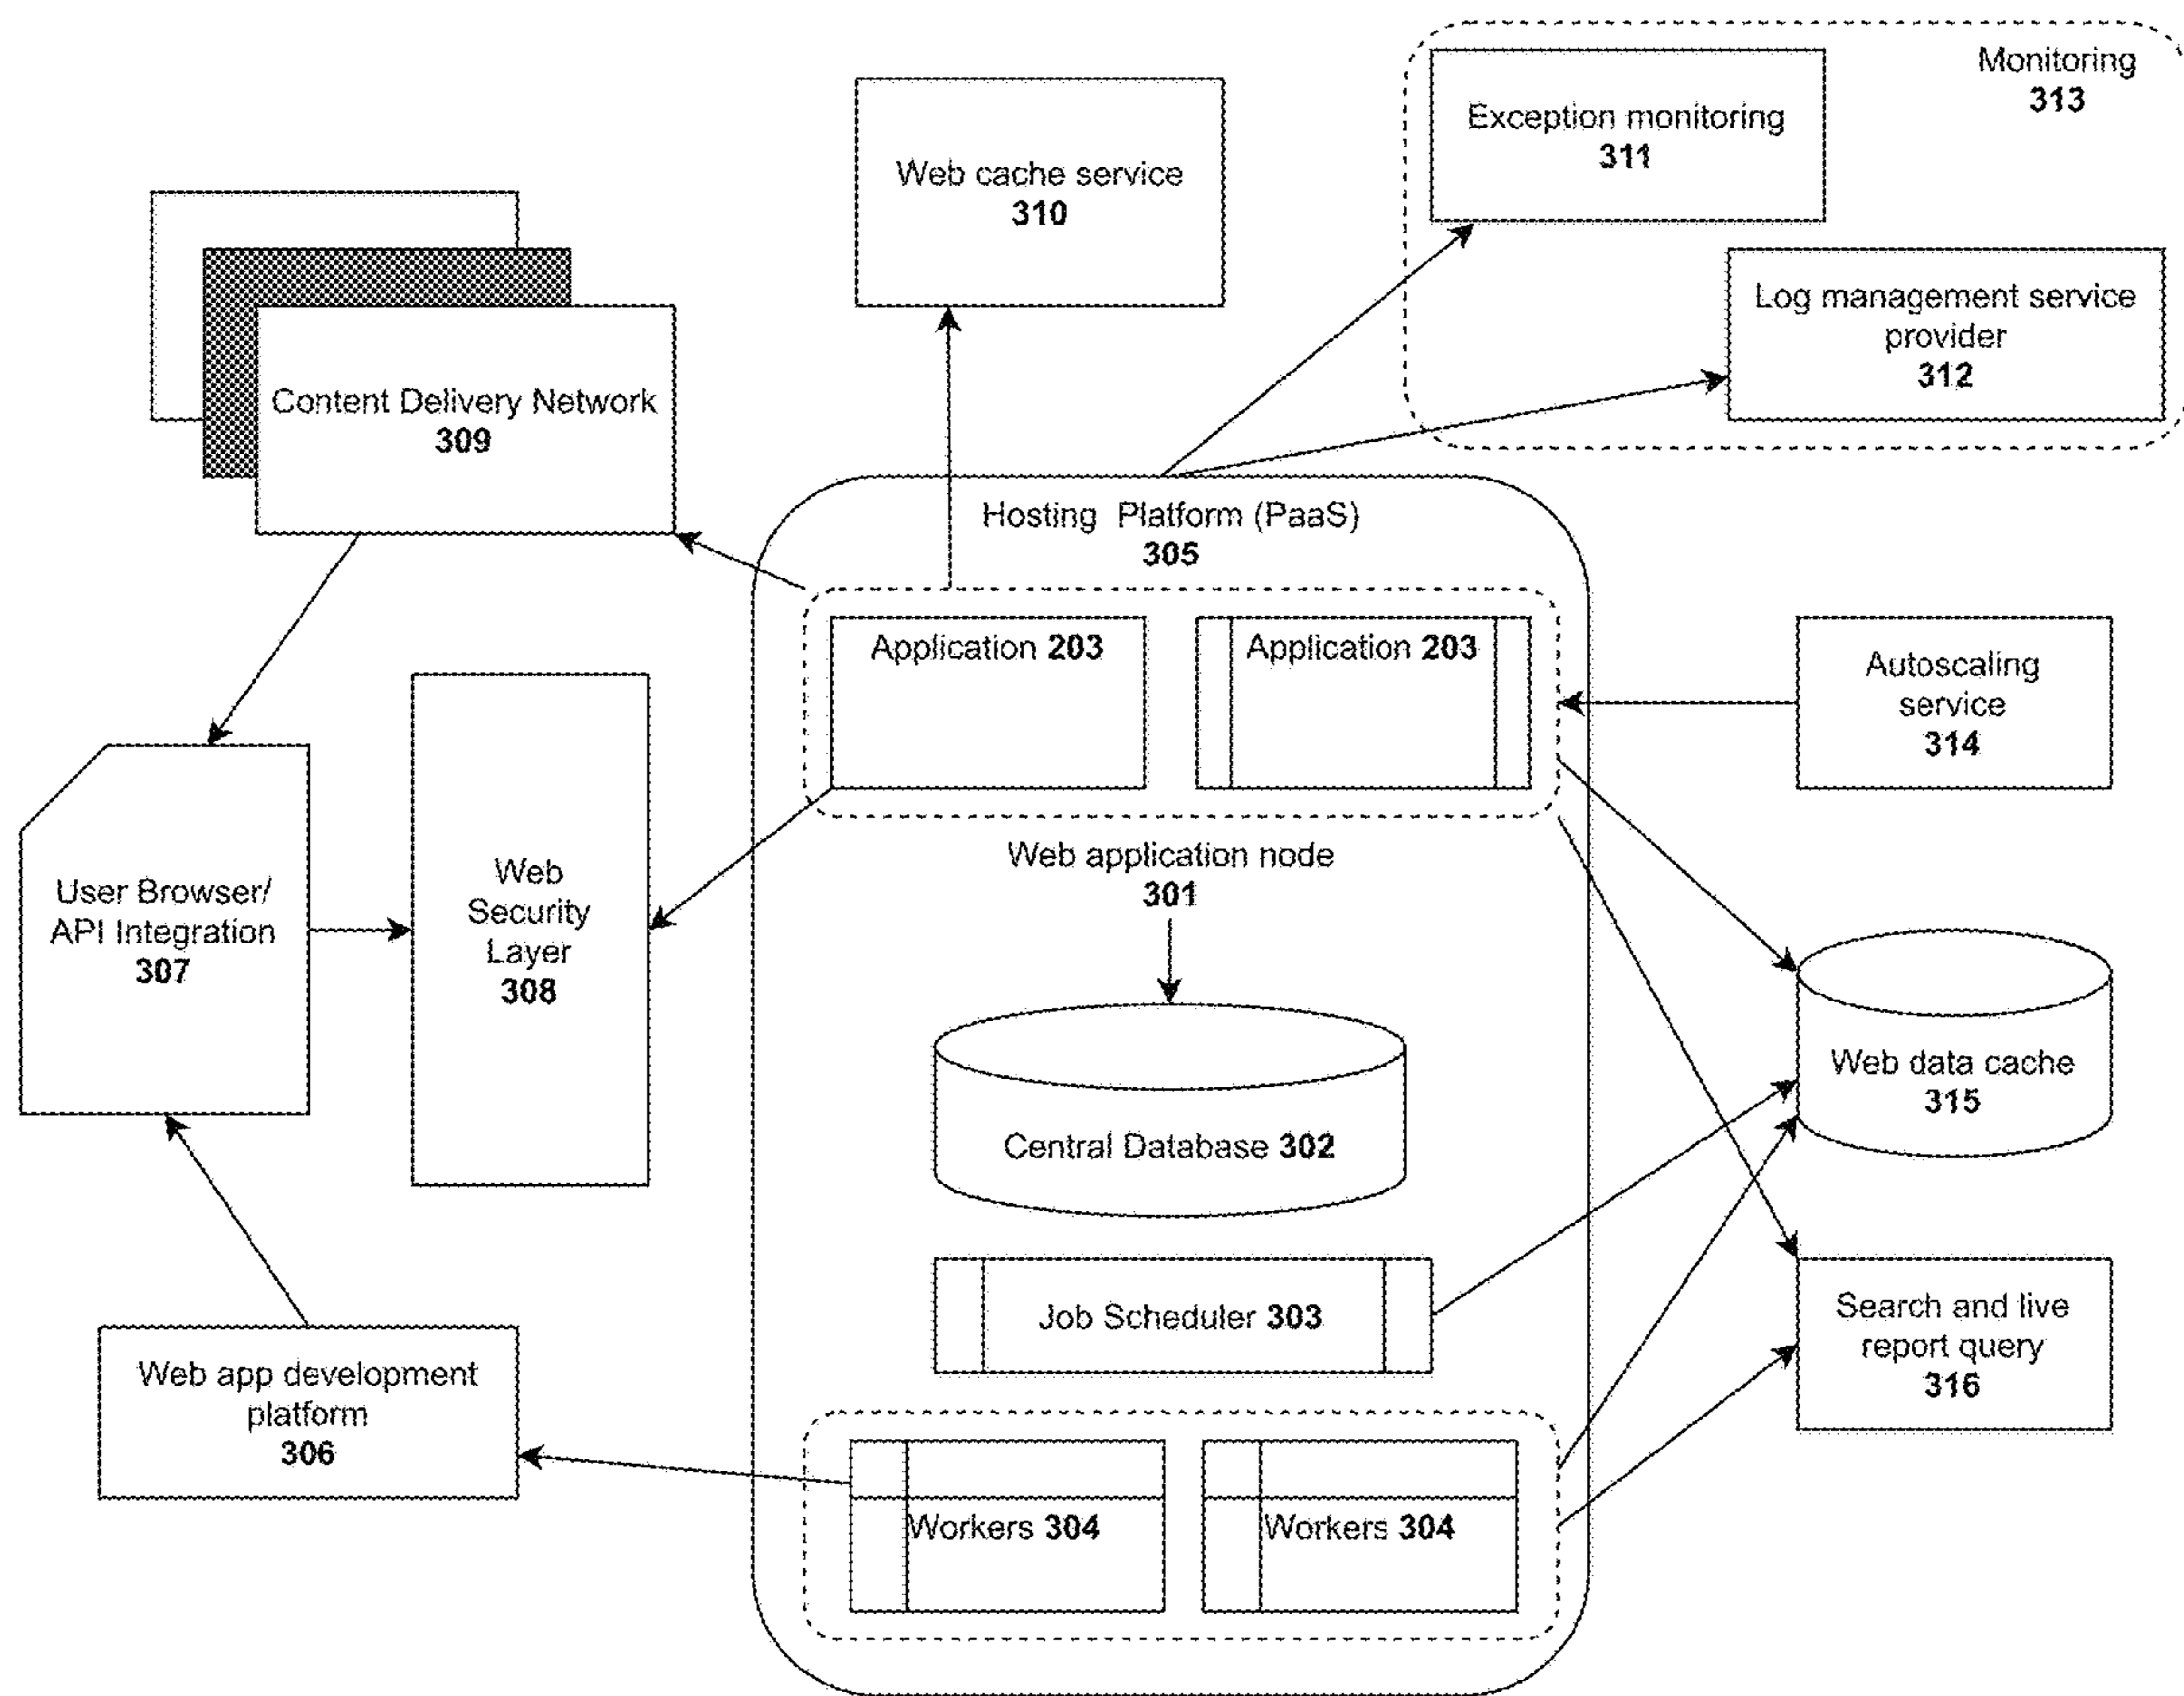 Monitoring
313
Exception monitoring
311
Web cache service
310
Log management service
provider
312
Content Delivery Network
309
Hosting Platform (PaaS)
305
Application 203
Application 203
Autoscaling
service
314
Web application node
301
User Browser/
API Integration
307
Web
Security
Layer
308
Central Database 302
Web data cache
315
Job Scheduler 303
Search and live
report query
316
Web app development
platform
306
Workers 304
Workers 304